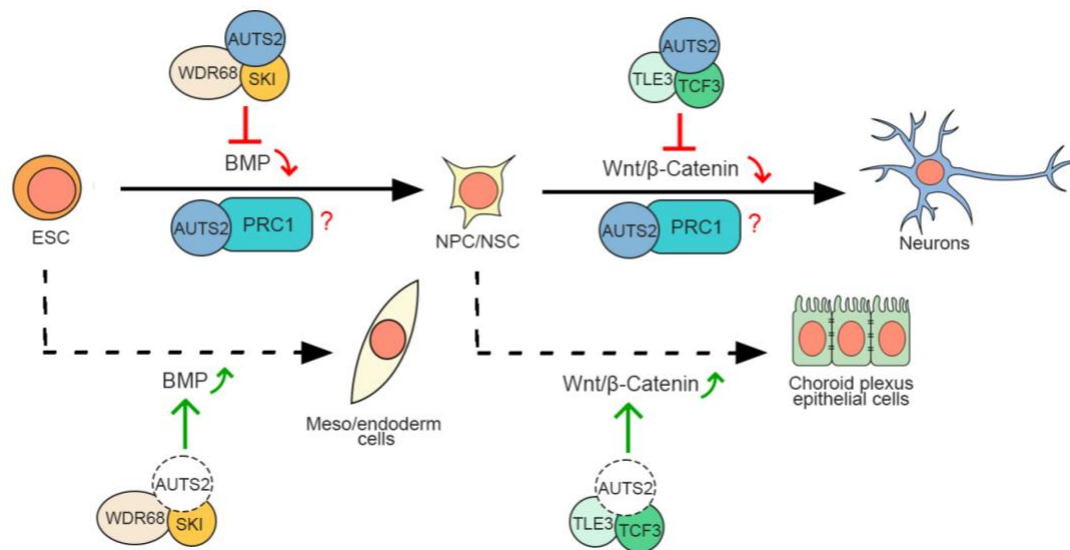 AUTS2
WDR68
SKI
AUTS2
TLE3
TCF3
BMP
Wnt/β-Catenin
ESC
AUTS2
PRC1
?
NPC/NSC
AUTS2
PRC1
?
Neurons
BMP
Wnt/β-Catenin
Meso/endoderm
cells
Choroid plexus
epithelial cells
AUTS2
WDR68
SKI
AUTS2
TLE3
TCF3